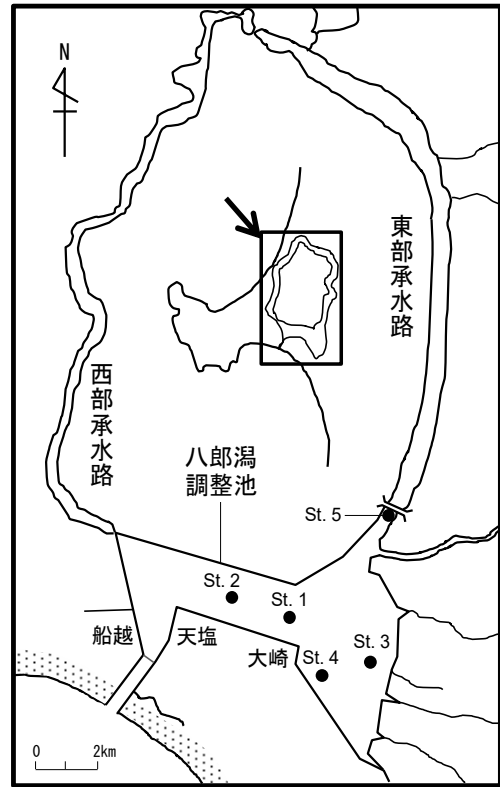 N
東部承水路
西部承水路
八郎潟
調整池
St. 5
St. 2
St. 1
船越
天塩
大崎
St. 3
St. 4
0 2km